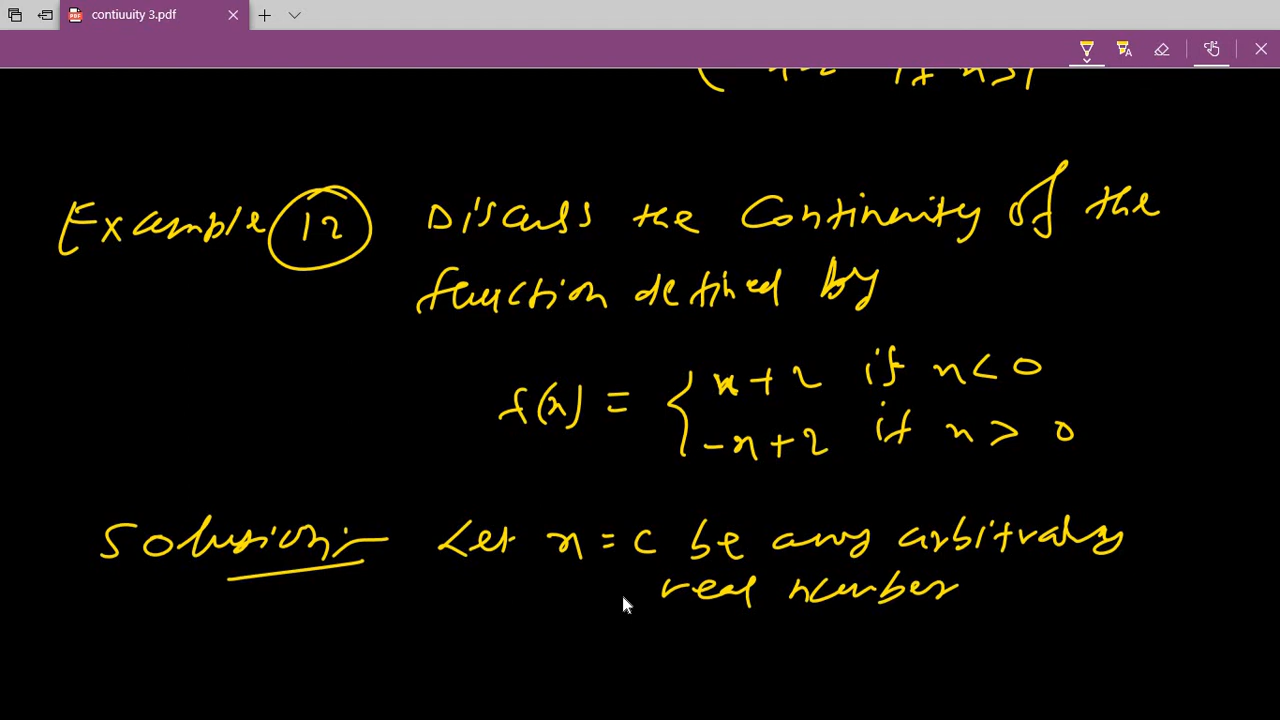 contiuuity 3.pdf
Example 12 Discuss the Continuity of the
function defined by
f(x) = { x+2 if x < 0
-x+2 if x > 0
Solution:- Let x = c be any arbitrary
real number